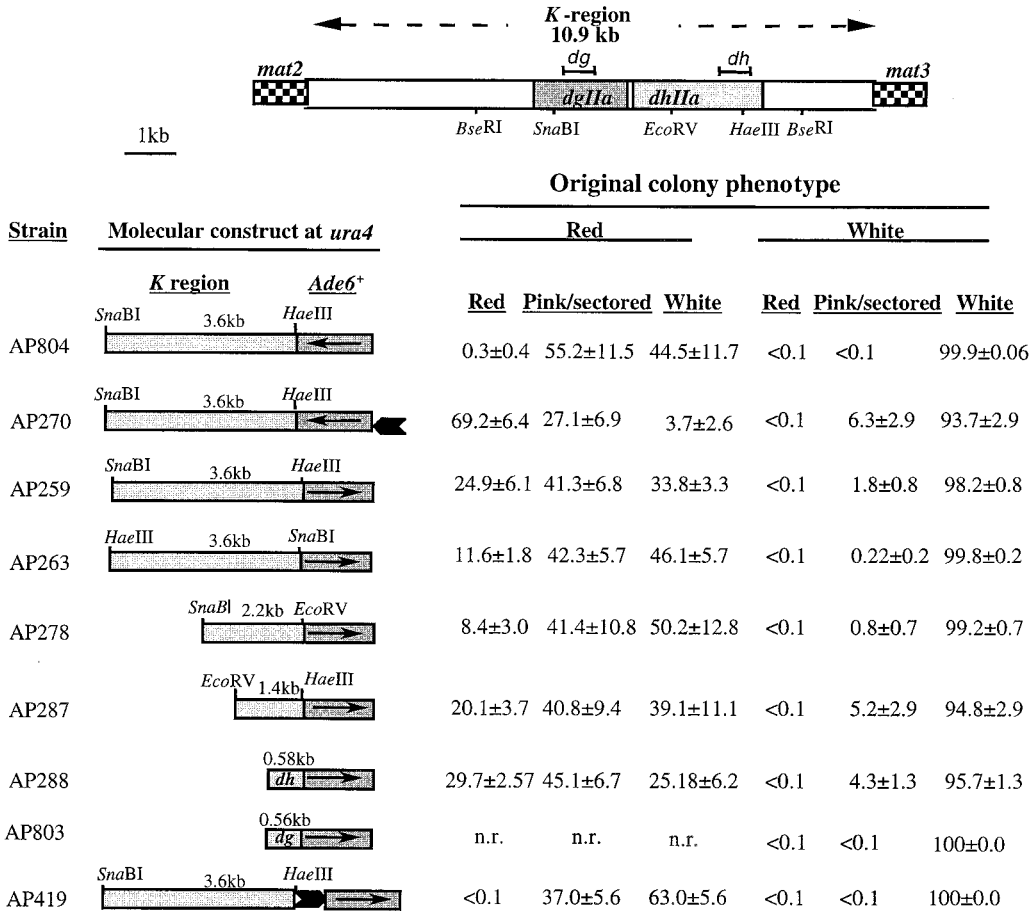 K-region
10.9 kb
dg dh
mat2 mat3
dgIIa dhIIa
BseRI SnaBI EcoRV HaeIII BseRI
1kb
Original colony phenotype
Strain Molecular construct at ura4 Red White
K region Ade6+
Red Pink/sectored White Red Pink/sectored White
SnaBI 3.6kb HaeIII
AP804 0.3±0.4 55.2±11.5 44.5±11.7 <0.1 <0.1 99.9±0.06
SnaBI 3.6kb HaeIII
AP270 69.2±6.4 27.1±6.9 3.7±2.6 <0.1 6.3±2.9 93.7±2.9
SnaBI 3.6kb HaeIII
AP259 24.9±6.1 41.3±6.8 33.8±3.3 <0.1 1.8±0.8 98.2±0.8
HaeIII 3.6kb SnaBI
AP263 11.6±1.8 42.3±5.7 46.1±5.7 <0.1 0.22±0.2 99.8±0.2
SnaBI 2.2kb EcoRV
AP278 8.4±3.0 41.4±10.8 50.2±12.8 <0.1 0.8±0.7 99.2±0.7
EcoRV 1.4kb HaeIII
AP287 20.1±3.7 40.8±9.4 39.1±11.1 <0.1 5.2±2.9 94.8±2.9
0.58kb
AP288 dh 29.7±2.57 45.1±6.7 25.18±6.2 <0.1 4.3±1.3 95.7±1.3
0.56kb
AP803 dg n.r. n.r. n.r. <0.1 <0.1 100±0.0
SnaBI 3.6kb HaeIII
AP419 <0.1 37.0±5.6 63.0±5.6 <0.1 <0.1 100±0.0